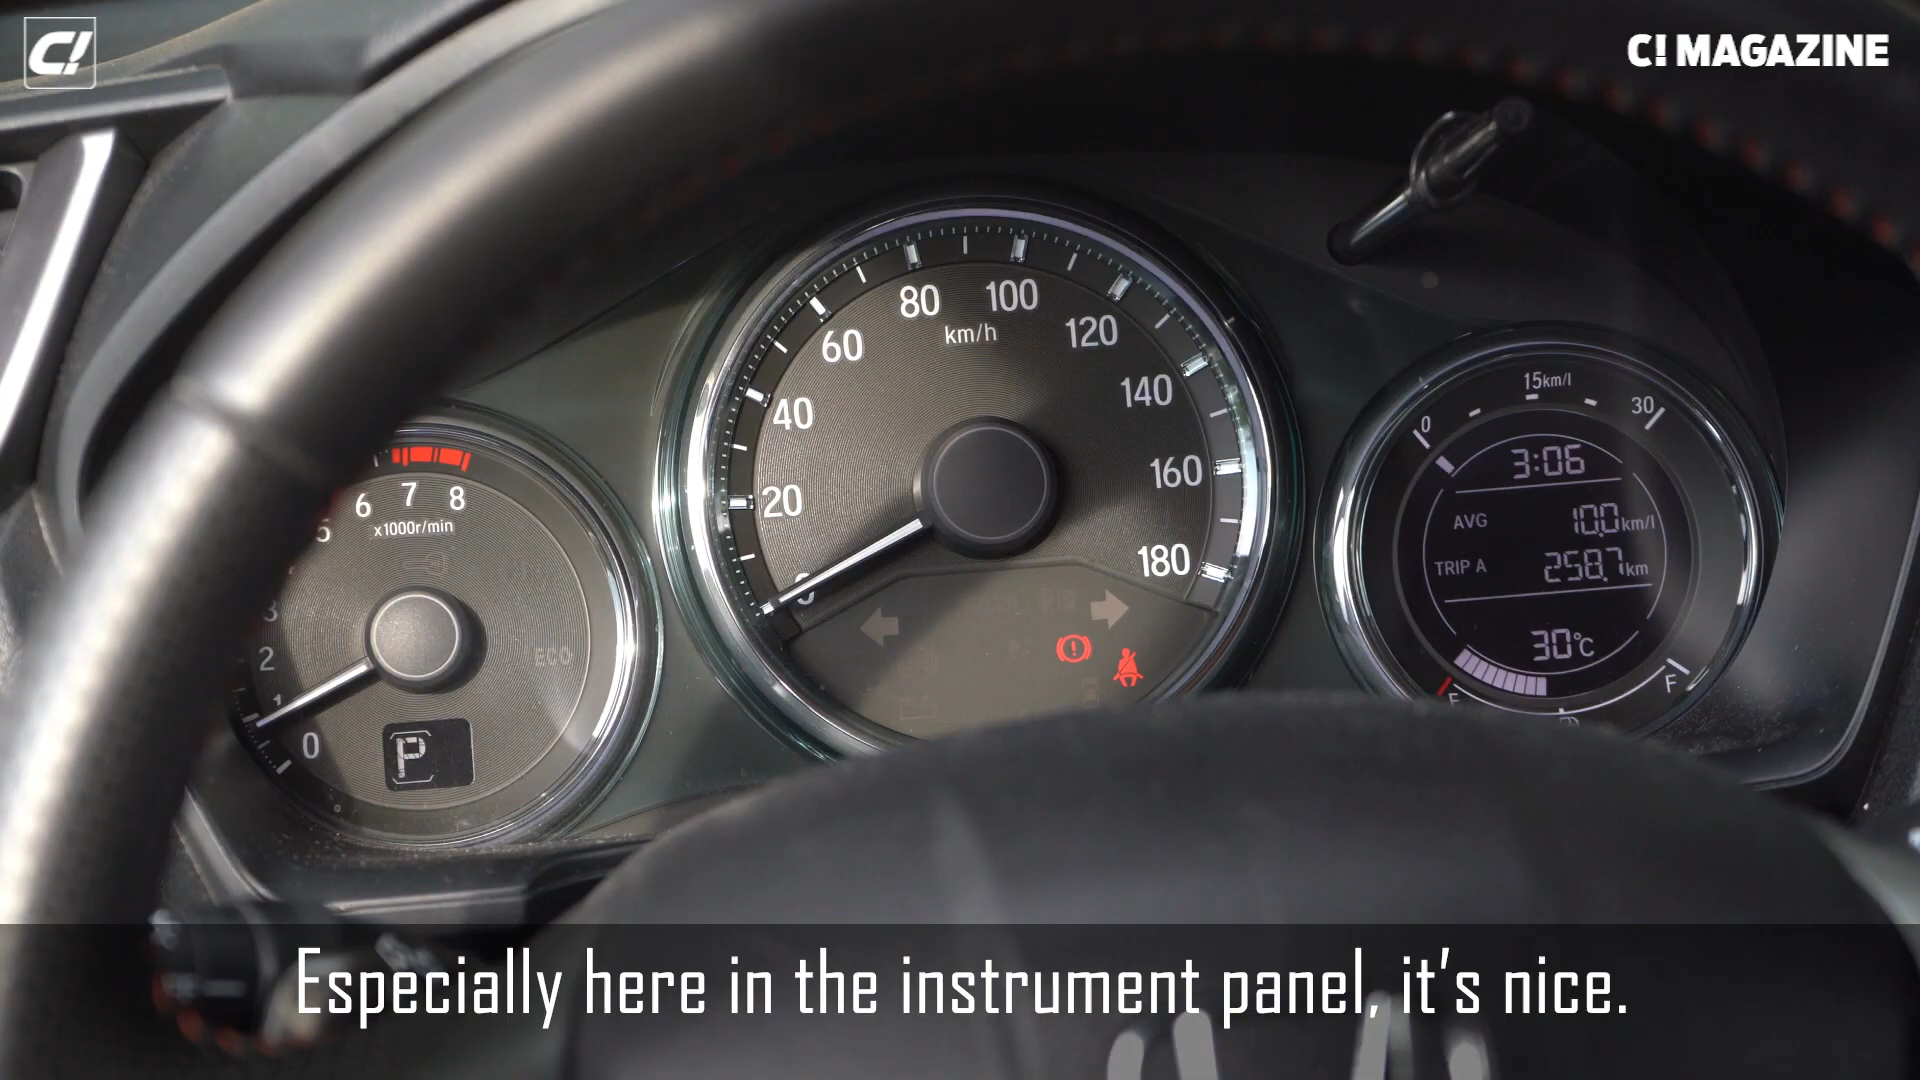 C!
C! MAGAZINE
80
100
km/h
60
120
40
140
20
160
180
15km/l
0
30
3:06
AVG 10.0km/l
TRIP A 258.7km
30°C
F
6
7
8
x1000r/min
5
3
2
1
0
ECO
P
Especially here in the instrument panel, it's nice.